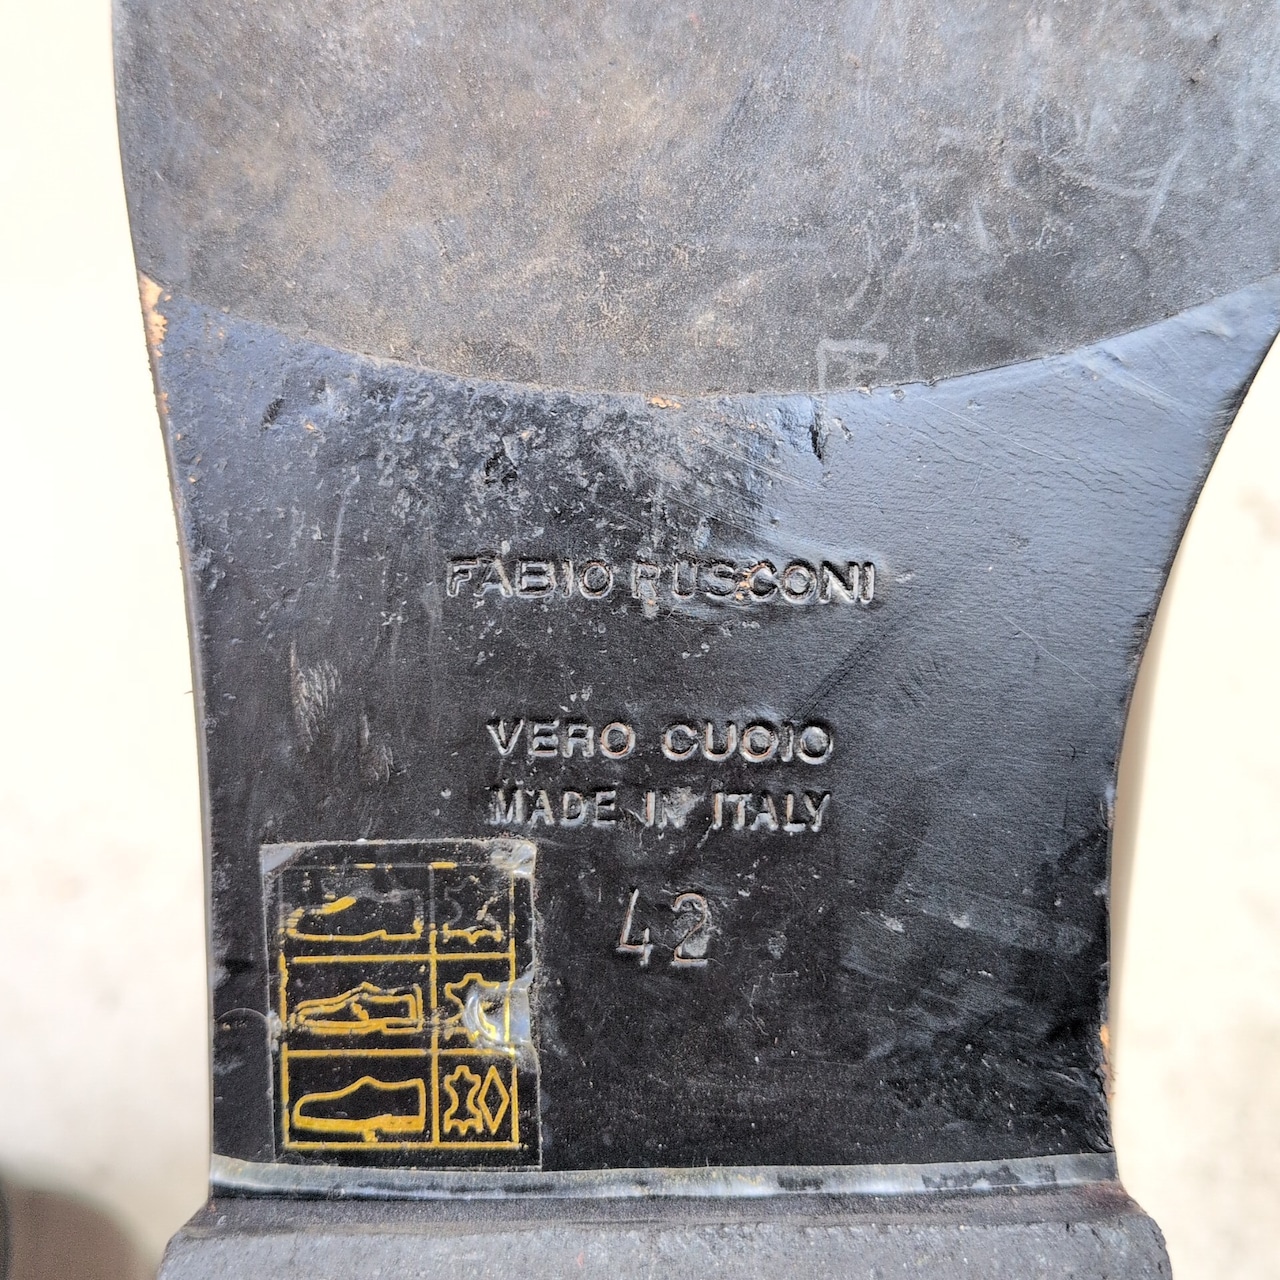 FABIO RUSCONI
VERO CUOIO
MADE IN ITALY
42